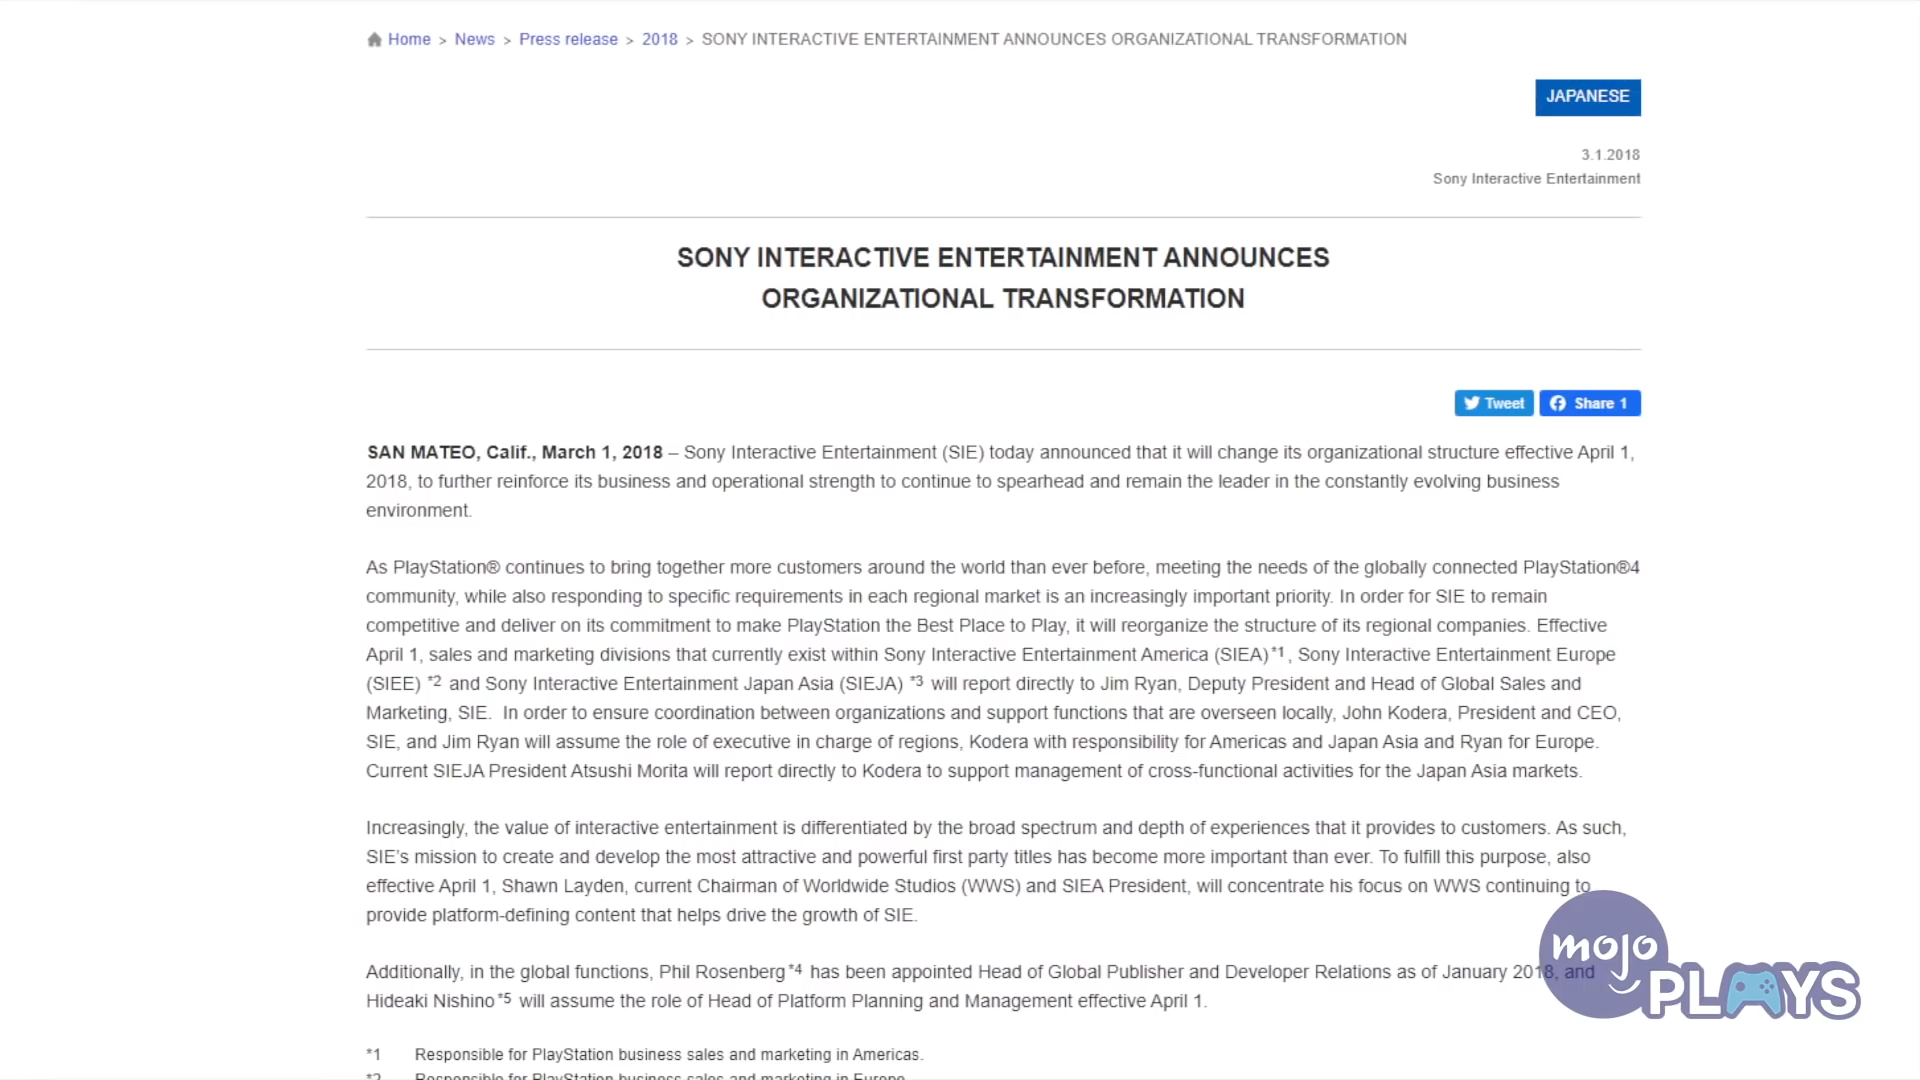 Home > News > Press release > 2018 > SONY INTERACTIVE ENTERTAINMENT ANNOUNCES ORGANIZATIONAL TRANSFORMATION
JAPANESE
3.1.2018
Sony Interactive Entertainment
SONY INTERACTIVE ENTERTAINMENT ANNOUNCES
ORGANIZATIONAL TRANSFORMATION
Tweet Share 1
SAN MATEO, Calif., March 1, 2018 – Sony Interactive Entertainment (SIE) today announced that it will change its organizational structure effective April 1,
2018, to further reinforce its business and operational strength to continue to spearhead and remain the leader in the constantly evolving business
environment.
As PlayStation® continues to bring together more customers around the world than ever before, meeting the needs of the globally connected PlayStation®4
community, while also responding to specific requirements in each regional market is an increasingly important priority. In order for SIE to remain
competitive and deliver on its commitment to make PlayStation the Best Place to Play, it will reorganize the structure of its regional companies. Effective
April 1, sales and marketing divisions that currently exist within Sony Interactive Entertainment America (SIEA)*1, Sony Interactive Entertainment Europe
(SIEE) *2 and Sony Interactive Entertainment Japan Asia (SIEJA) *3 will report directly to Jim Ryan, Deputy President and Head of Global Sales and
Marketing, SIE. In order to ensure coordination between organizations and support functions that are overseen locally, John Kodera, President and CEO,
SIE, and Jim Ryan will assume the role of executive in charge of regions, Kodera with responsibility for Americas and Japan Asia and Ryan for Europe.
Current SIEJA President Atsushi Morita will report directly to Kodera to support management of cross-functional activities for the Japan Asia markets.
Increasingly, the value of interactive entertainment is differentiated by the broad spectrum and depth of experiences that it provides to customers. As such,
SIE's mission to create and develop the most attractive and powerful first party titles has become more important than ever. To fulfill this purpose, also
effective April 1, Shawn Layden, current Chairman of Worldwide Studios (WWS) and SIEA President, will concentrate his focus on WWS continuing to
provide platform-defining content that helps drive the growth of SIE.
Additionally, in the global functions, Phil Rosenberg*4 has been appointed Head of Global Publisher and Developer Relations as of January 2018, and
Hideaki Nishino*5 will assume the role of Head of Platform Planning and Management effective April 1.
*1 Responsible for PlayStation business sales and marketing in Americas.
*2 Responsible for PlayStation business sales and marketing in Europe.
mojo
PLAYS